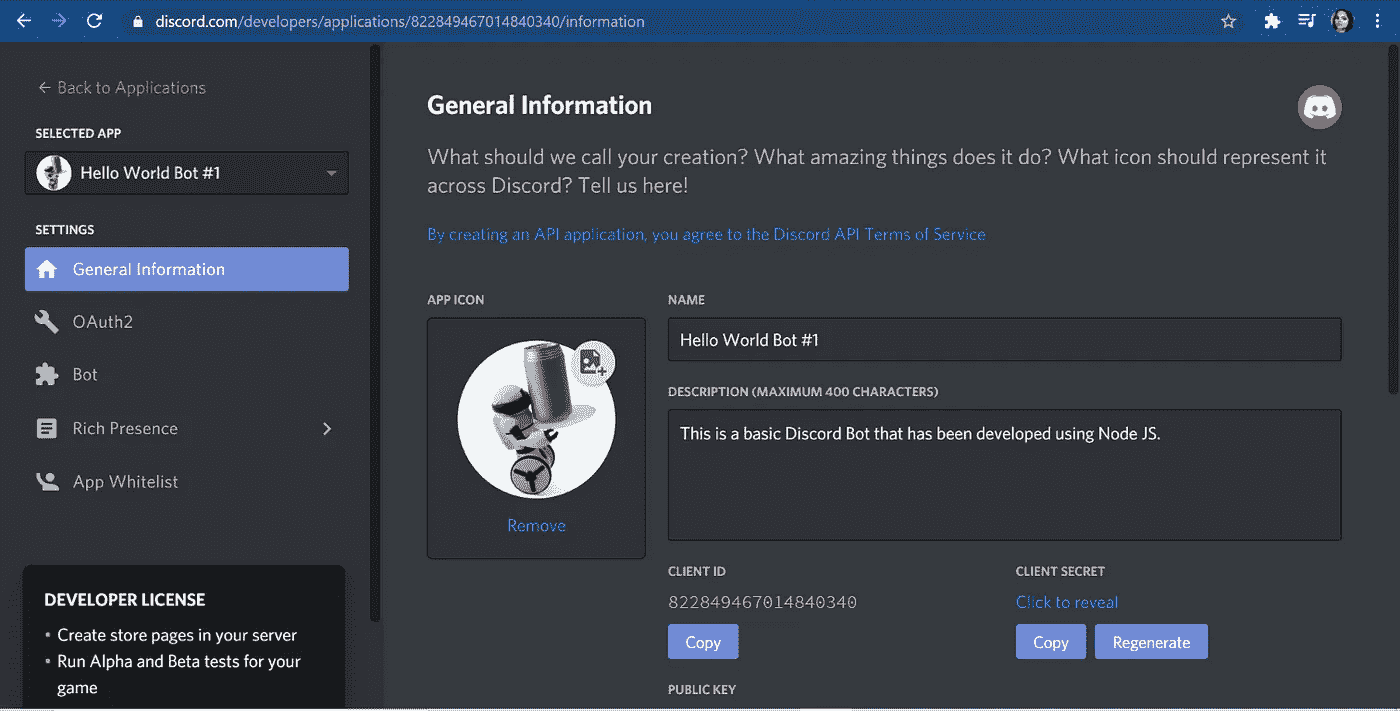 discord.com/developers/applications/822849467014840340/information
← Back to Applications
SELECTED APP
Hello World Bot #1
SETTINGS
General Information
OAuth2
Bot
Rich Presence
App Whitelist
DEVELOPER LICENSE
• Create store pages in your server
• Run Alpha and Beta tests for your
game
General Information
What should we call your creation? What amazing things does it do? What icon should represent it
across Discord? Tell us here!
By creating an API application, you agree to the Discord API Terms of Service
APP ICON
Remove
NAME
Hello World Bot #1
DESCRIPTION (MAXIMUM 400 CHARACTERS)
This is a basic Discord Bot that has been developed using Node JS.
CLIENT ID
822849467014840340
Copy
CLIENT SECRET
Click to reveal
Copy Regenerate
PUBLIC KEY